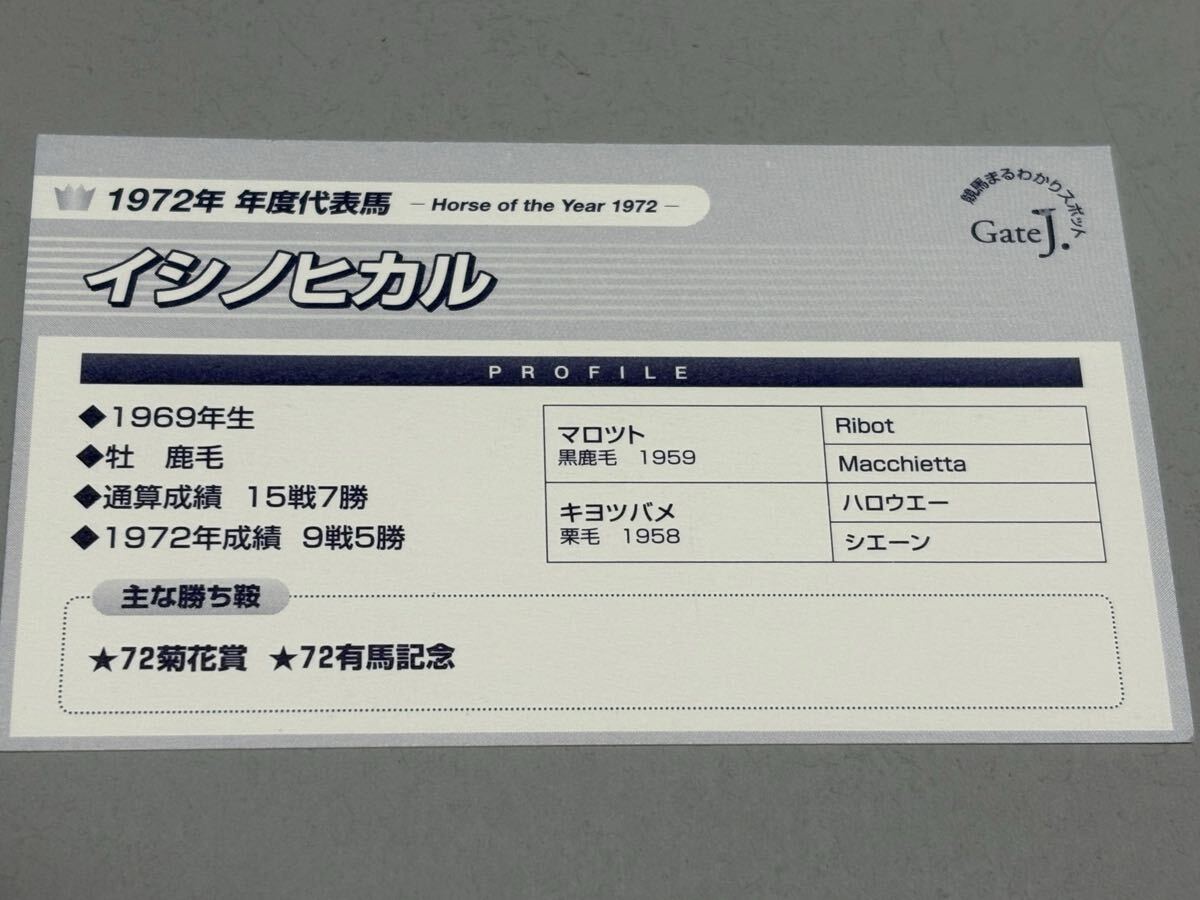 1972年 年度代表馬 － Horse of the Year 1972 －
競馬まるわかりスポット
Gate J.
イシノヒカル
PROFILE
◆1969年生
◆牡　鹿毛
◆通算成績 15戦7勝
◆1972年成績 9戦5勝
マロツト
黒鹿毛 1959
キヨツバメ
栗毛 1958
Ribot
Macchietta
ハロウエー
シエーン
主な勝ち鞍
★72菊花賞 ★72有馬記念